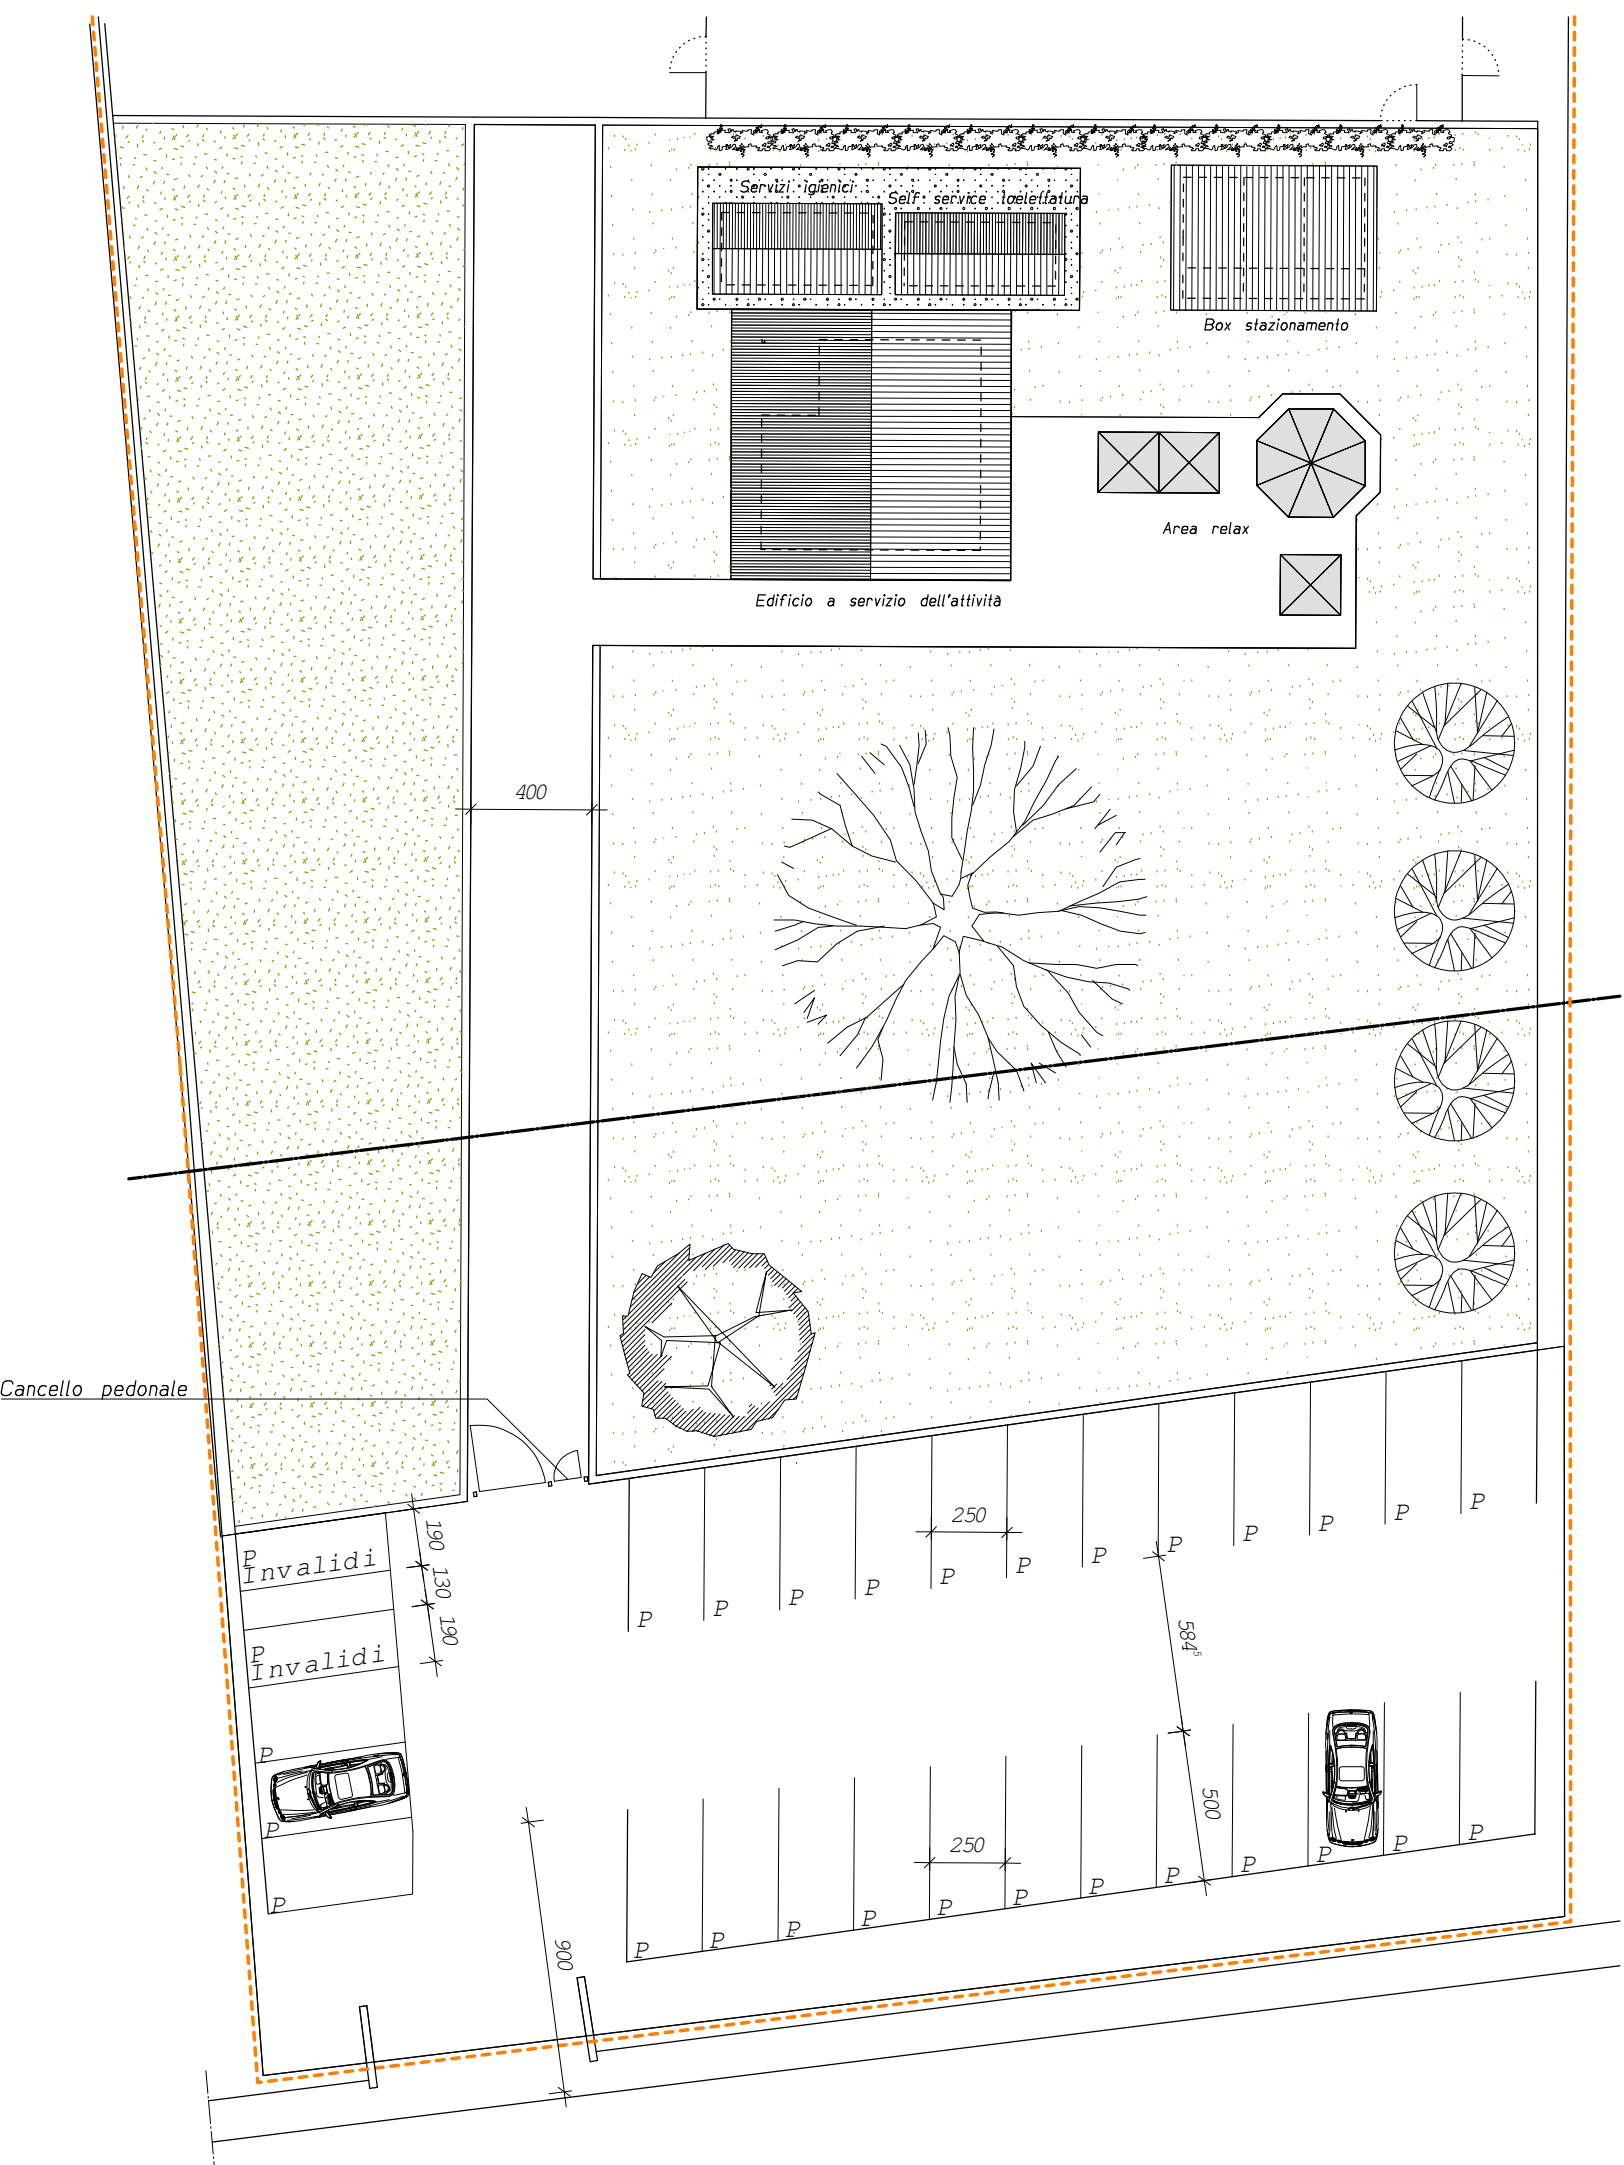 Servizi igienici
Self service toelettatura
Box stazionamento
Area relax
Edificio a servizio dell'attività
400
Cancello pedonale
250
P
P
P
P
P
P
P
P
P
P
P
P
190
130
190
P
Invalidi
P
Invalidi
584⁵
P
P
P
500
250
P
P
P
P
P
P
P
P
P
P
P
P
900